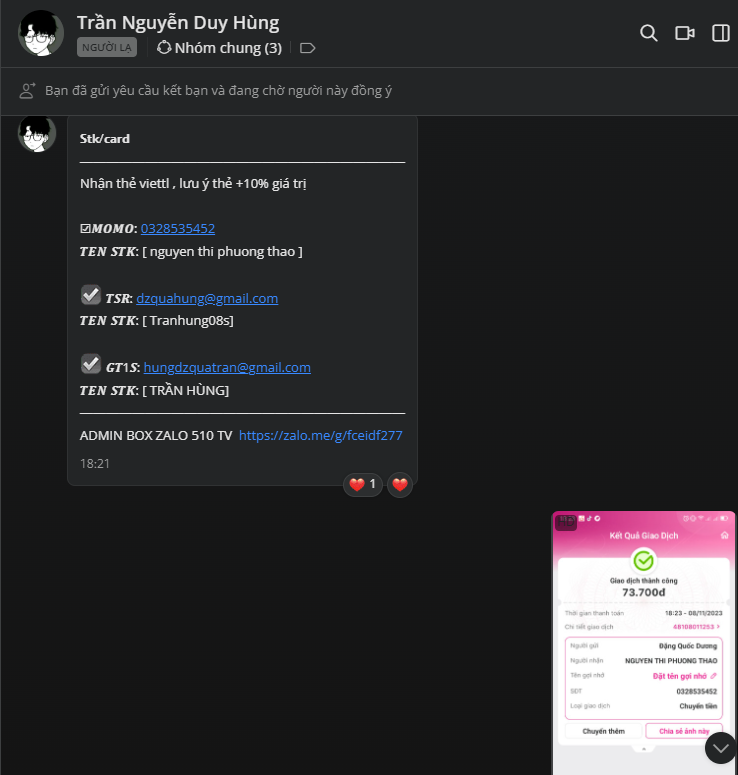 Trần Nguyễn Duy Hùng
NGƯỜI LẠ
Nhóm chung (3)
Bạn đã gửi yêu cầu kết bạn và đang chờ người này đồng ý
Stk/card
Nhận thẻ viettl , lưu ý thẻ +10% giá trị
☑MOMO: 0328535452
TEN STK: [ nguyen thi phuong thao ]
✔ TSR: dzquahung@gmail.com
TEN STK: [ Tranhung08s]
✔ GT1S: hungdzquatran@gmail.com
TEN STK: [ TRẦN HÙNG]
ADMIN BOX ZALO 510 TV https://zalo.me/g/fceidf277
18:21
❤ 1 ❤
Kết Quả Giao Dịch
Giao dịch thành công
73.700đ
Thời gian thanh toán 18:23 - 08/11/2023
Chi tiết giao dịch 48108011253 >
Người gửi Đặng Quốc Dương
Người nhận NGUYEN THI PHUONG THAO
Tên gợi nhớ Đặt tên gợi nhớ
SĐT 0328535452
Loại giao dịch Chuyển tiền
Chuyển thêm Chia sẻ ảnh này